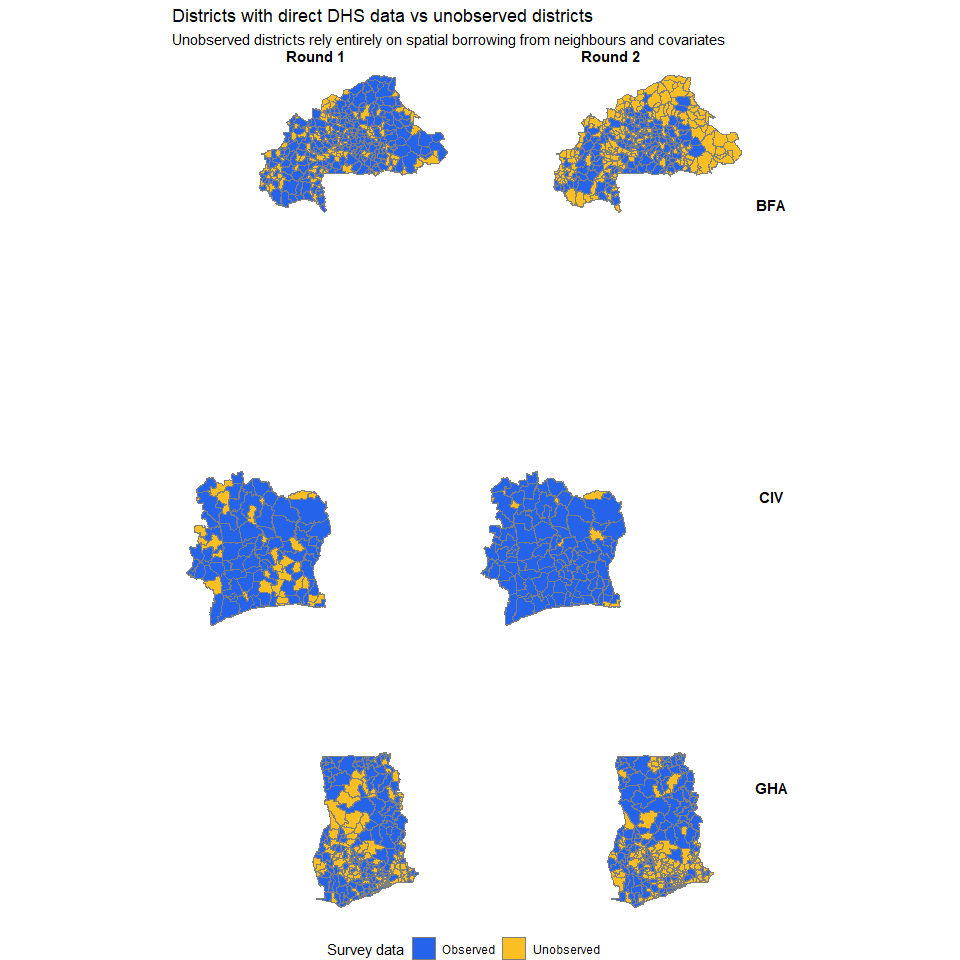 Districts with direct DHS data vs unobserved districts
Unobserved districts rely entirely on spatial borrowing from neighbours and covariates
Round 1
Round 2
BFA
CIV
GHA
Survey data
Observed
Unobserved